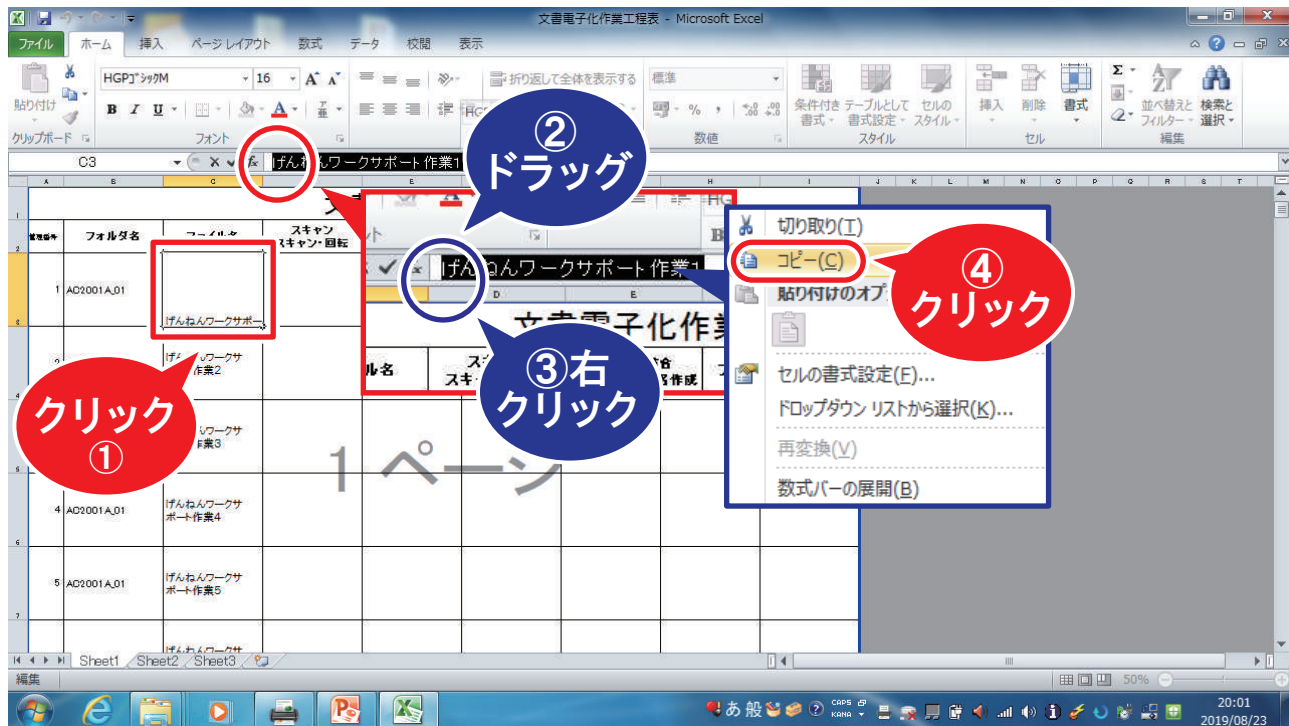 文書電子化作業工程表 - Microsoft Excel
ファイル ホーム 挿入 ページ レイアウト 数式 データ 校閲 表示
HGPｺﾞｼｯｸM 16
折り返して全体を表示する 標準
貼り付け
B I U
条件付き書式 テーブルとして書式設定 セルのスタイル
挿入 削除 書式
並べ替えとフィルター 検索と選択
クリップボード フォント 数値 スタイル セル 編集
C3
げんねんワークサポート作業1
②
ドラッグ
管理番号 フォルダ名 ファイル名 スキャン
スキャン・回転
1 AC2001A_01
げんねんワークサポー
げんねんワークサポート作業1
D E
文書電子化作
ル名
③右
クリック
切り取り(T)
コピー(C)
貼り付けのオプ
セルの書式設定(F)...
ドロップダウン リストから選択(K)...
再変換(V)
数式バーの展開(B)
④
クリック
クリック
①
作業2
作業3
1 ページ
4 AC2001A_01 げんねんワークサ
ポート作業4
5 AC2001A_01 げんねんワークサ
ポート作業5
げんねんワークサ
Sheet1 Sheet2 Sheet3
編集 50%
あ 般 CAPS
KANA
20:01
2019/08/23